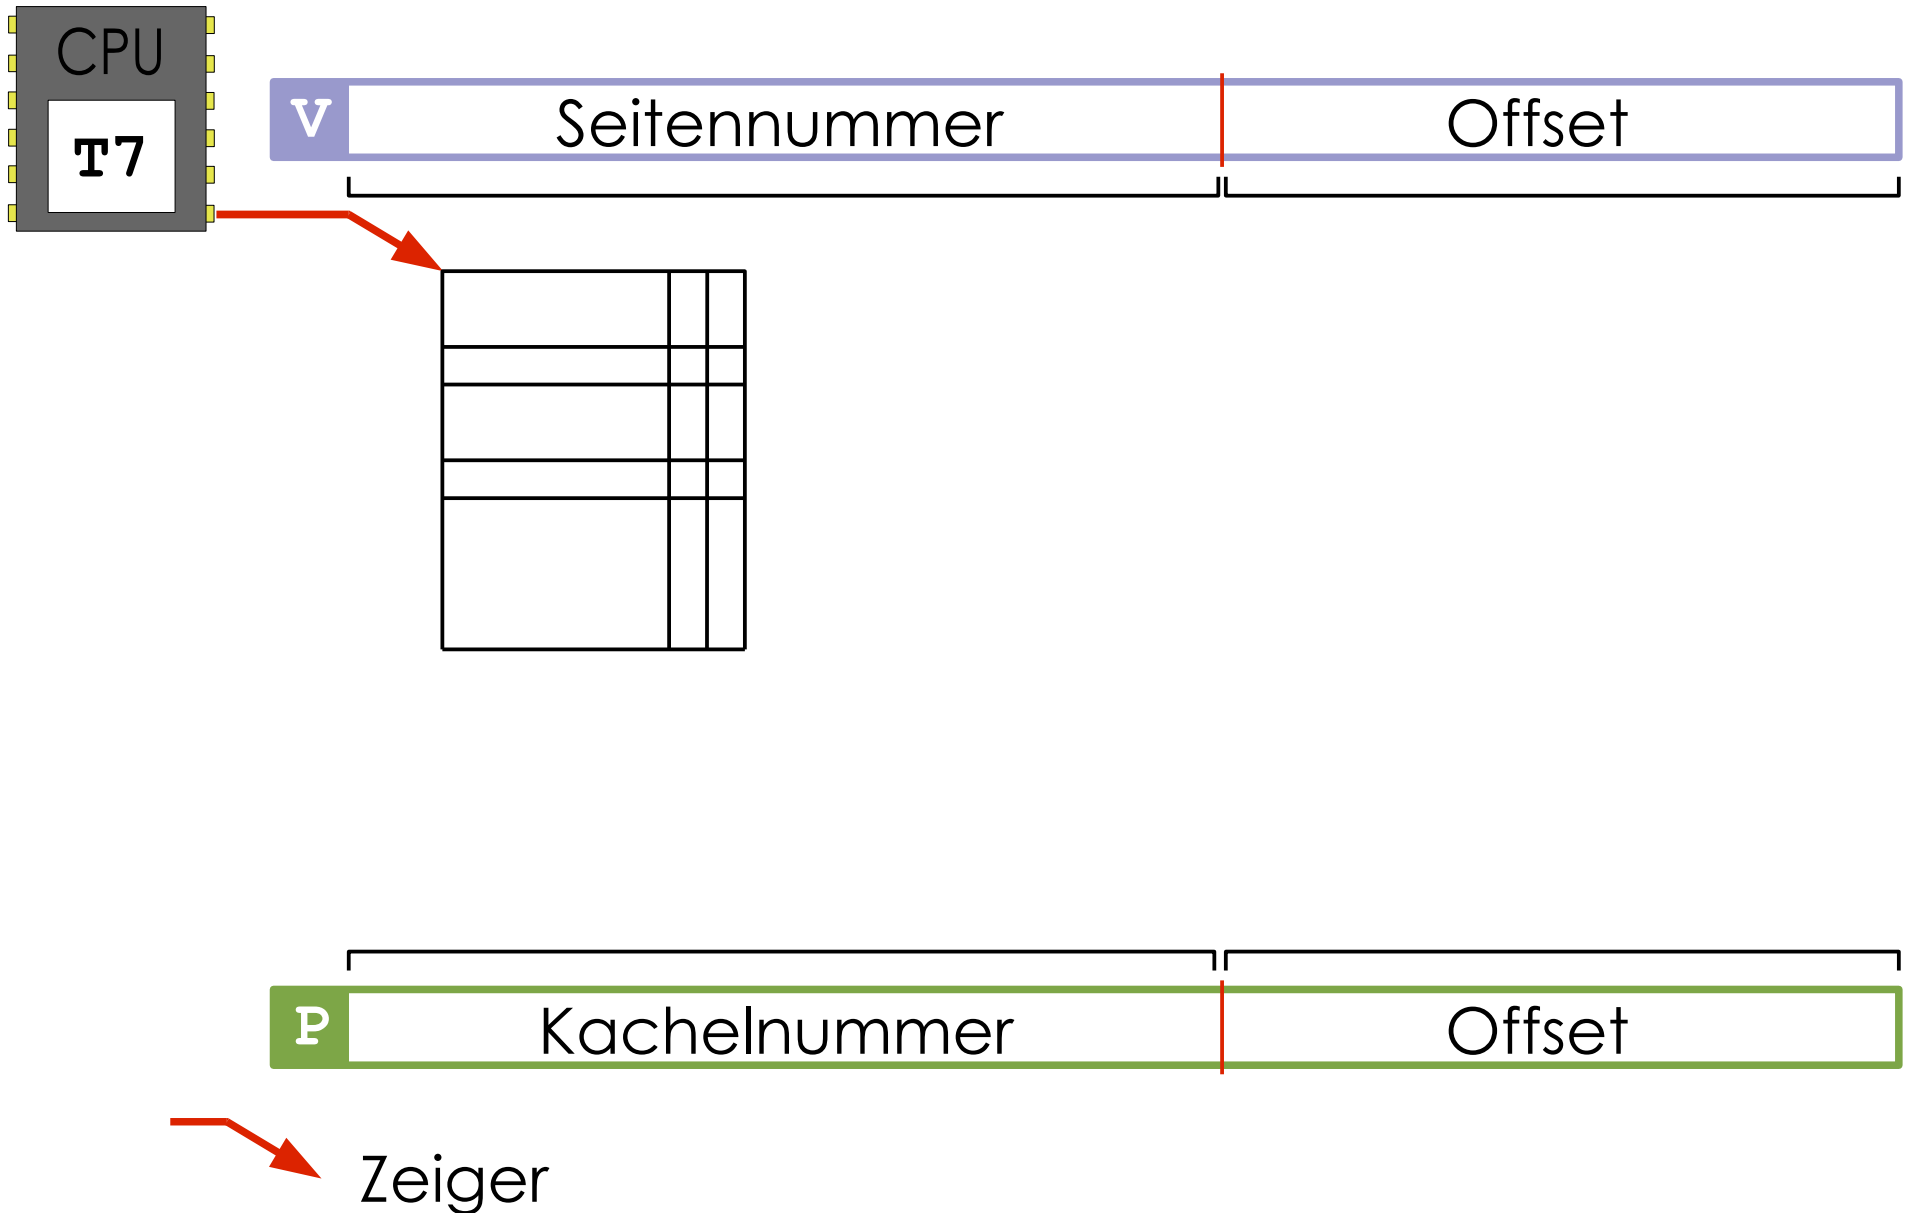 CPU
T7
V Seitennummer Offset
P Kachelnummer Offset
Zeiger